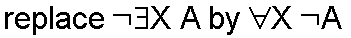 replace ¬∃X A by ∀X ¬A